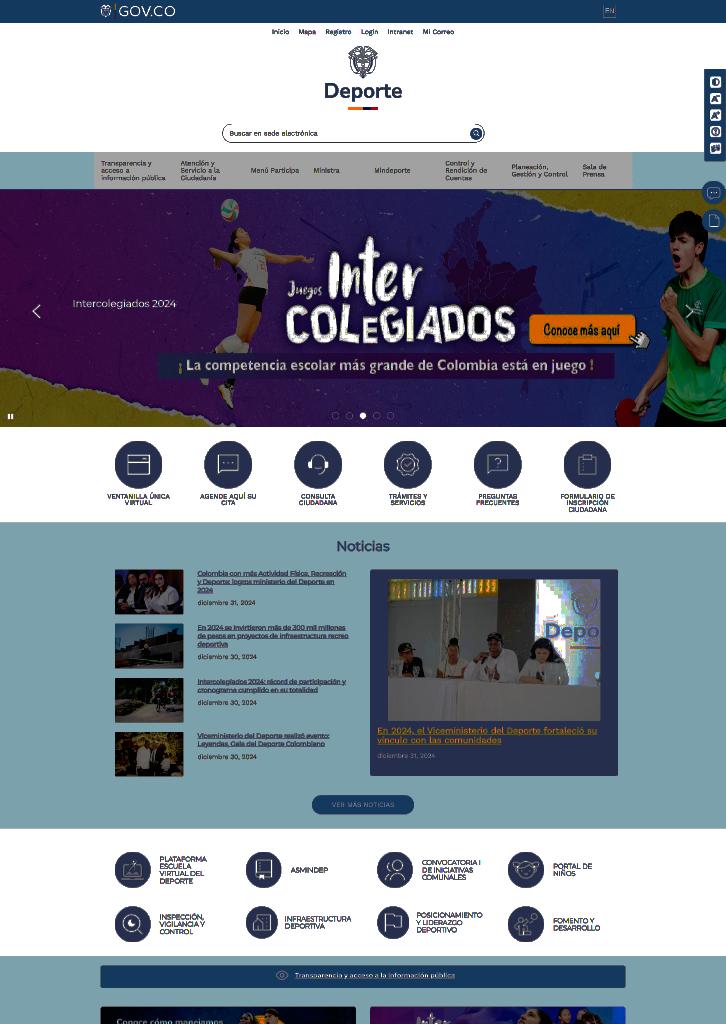 GOV.CO
EN
Inicio Mapa Registro Login Intranet Mi Correo
Deporte
Buscar en sede electrónica
Transparencia y
acceso a
información pública
Atención y
Servicio a la
Ciudadanía
Menú Participa
Ministra
Mindeporte
Control y
Rendición de
Cuentas
Planeación,
Gestión y Control
Sala de
Prensa
Intercolegiados 2024
Juegos Inter
COLEGIADOS
Conoce más aquí
¡La competencia escolar más grande de Colombia está en juego!
VENTANILLA ÚNICA
VIRTUAL
AGENDE AQUÍ SU
CITA
CONSULTA
CIUDADANA
TRÁMITES Y
SERVICIOS
PREGUNTAS
FRECUENTES
FORMULARIO DE
INSCRIPCIÓN
CIUDADANA
Noticias
Colombia con más Actividad Física, Recreación
y Deporte: logros ministerio del Deporte en
2024
diciembre 31, 2024
En 2024 se invirtieron más de 300 mil millones
de pesos en proyectos de infraestructura recreo
deportiva
diciembre 30, 2024
Intercolegiados 2024: récord de participación y
cronograma cumplido en su totalidad
diciembre 30, 2024
Viceministerio del Deporte realizó evento:
Leyendas, Gala del Deporte Colombiano
diciembre 30, 2024
Depo
En 2024, el Viceministerio del Deporte fortaleció su
vínculo con las comunidades
diciembre 31, 2024
VER MÁS NOTICIAS
PLATAFORMA
ESCUELA
VIRTUAL DEL
DEPORTE
ASMINDEP
CONVOCATORIA I
DE INICIATIVAS
COMUNALES
PORTAL DE
NIÑOS
INSPECCIÓN,
VIGILANCIA Y
CONTROL
INFRAESTRUCTURA
DEPORTIVA
POSICIONAMIENTO
Y LIDERAZGO
DEPORTIVO
FOMENTO Y
DESARROLLO
Transparencia y acceso a la información pública
Conoce cómo manejamos
Inter